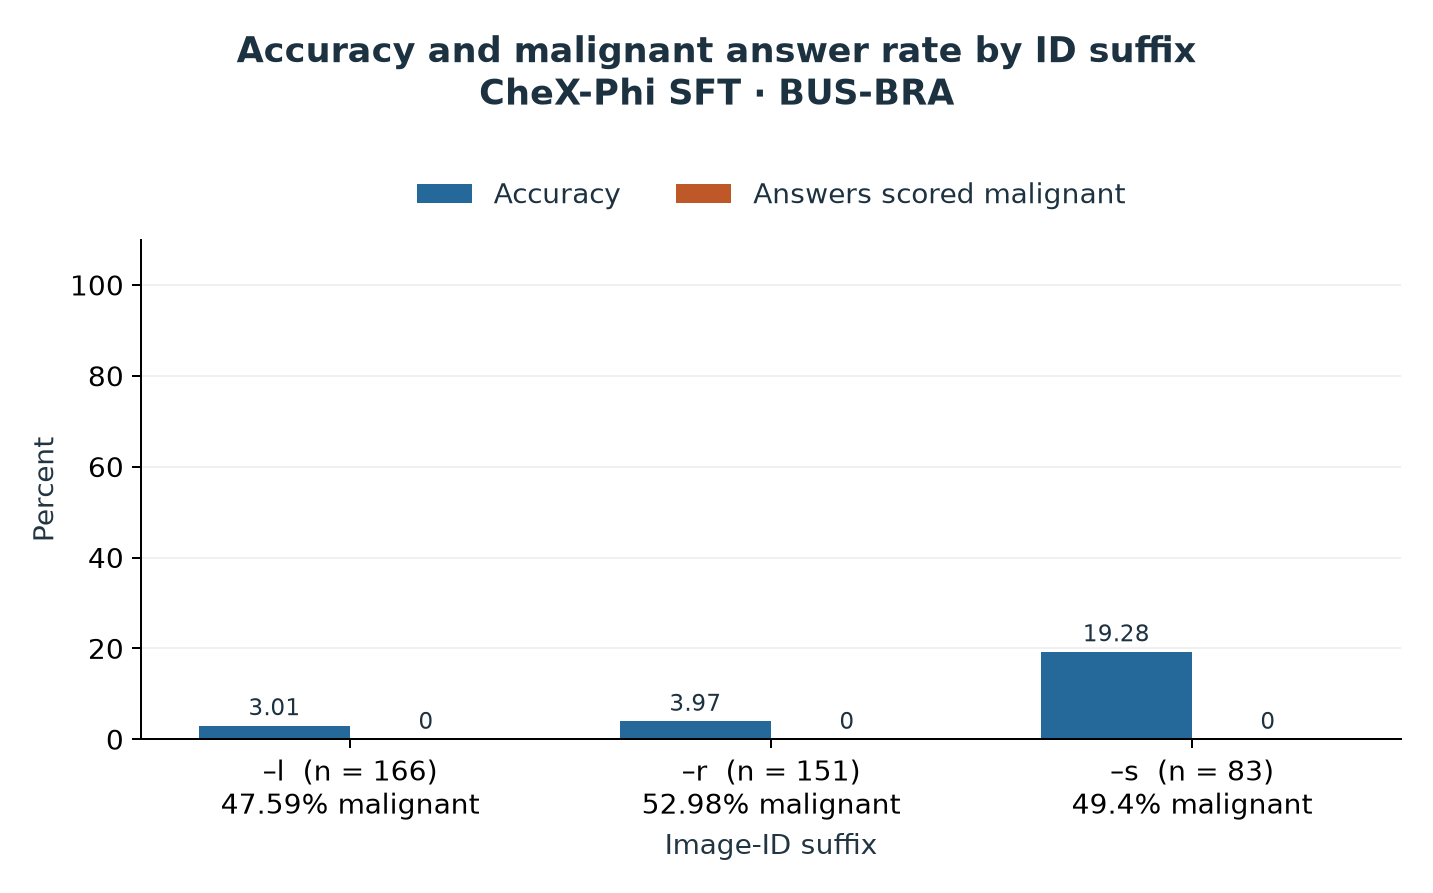 Accuracy and malignant answer rate by ID suffix
CheX-Phi SFT · BUS-BRA
Accuracy
Answers scored malignant
100
80
60
40
20
0
Percent
3.01
0
3.97
0
19.28
0
–l (n = 166)
47.59% malignant
–r (n = 151)
52.98% malignant
–s (n = 83)
49.4% malignant
Image-ID suffix